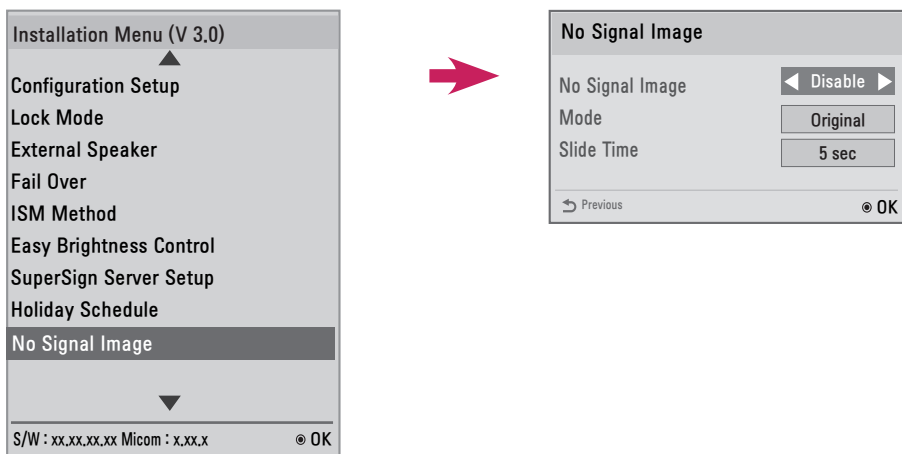 Installation Menu (V 3.0)
Configuration Setup
Lock Mode
External Speaker
Fail Over
ISM Method
Easy Brightness Control
SuperSign Server Setup
Holiday Schedule
No Signal Image
S/W : xx.xx.xx.xx Micom : x.xx.x ◉ OK
No Signal Image
No Signal Image ◀ Disable ▶
Mode Original
Slide Time 5 sec
Previous ◉ OK